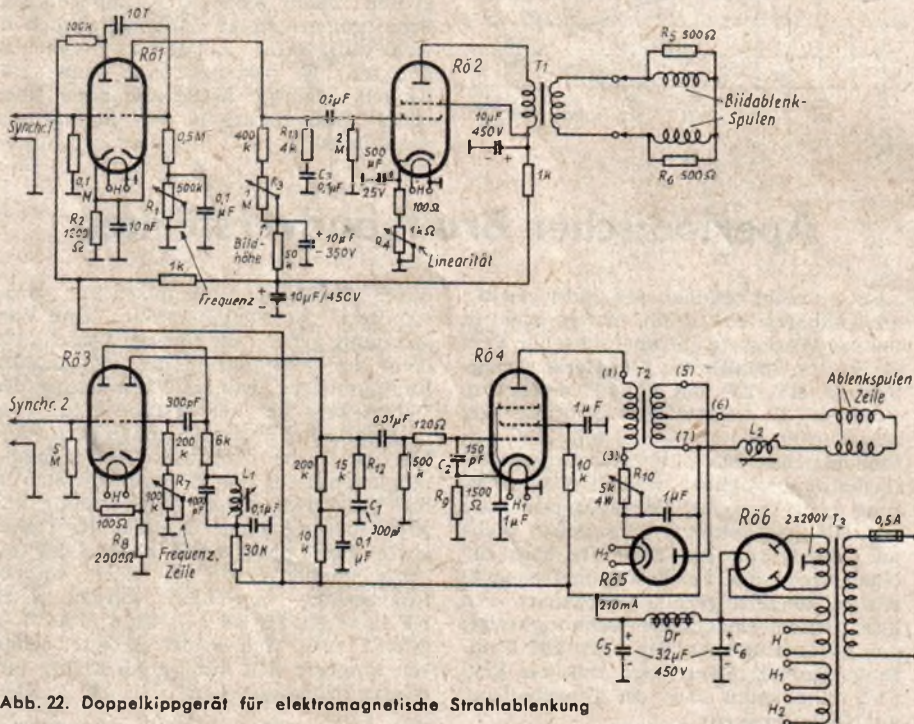 100k
10T
Rö1
Synchr.1
0,1
M
R2
1200
Ω
10nF
0,5M
500k
R1
0,1
µF
Frequenz
1k
10µF/450V
400
k
R13
4k
C3
0,1µF
1
M
Bild-
höhe
50
k
10µF
350V
0,1µF
2
M
500
µF
25V
Rö2
H
100Ω
1kΩ
R4
Linearität
T1
10µF
450V
1k
R5 500Ω
Bildablenk-
Spulen
R6 500Ω
Rö3
Synchr. 2
5
M
H
100Ω
R8
2000Ω
300pF
200
k
6k
R7
100
k
L1
0,1µF
30k
Frequenz,
Zeile
200
k
15
k
R12
C1
300pF
10
k
0,1
µF
0,01µF
500
k
120Ω
150
pF
C2
R9
1500
Ω
H1
1µF
Rö4
1µF
10
k
(1)
T2
(5)
(6)
(7)
(3)
R10
5k
4W
1µF
H2
Rö5
L2
Ablenkspulen
Zeile
Rö6
2x290V
T3
0,5A
210mA
C5
Dr
32µF
450V
C6
H
H1
H2
Abb. 22. Doppelkippgerät für elektromagnetische Strahlablenkung